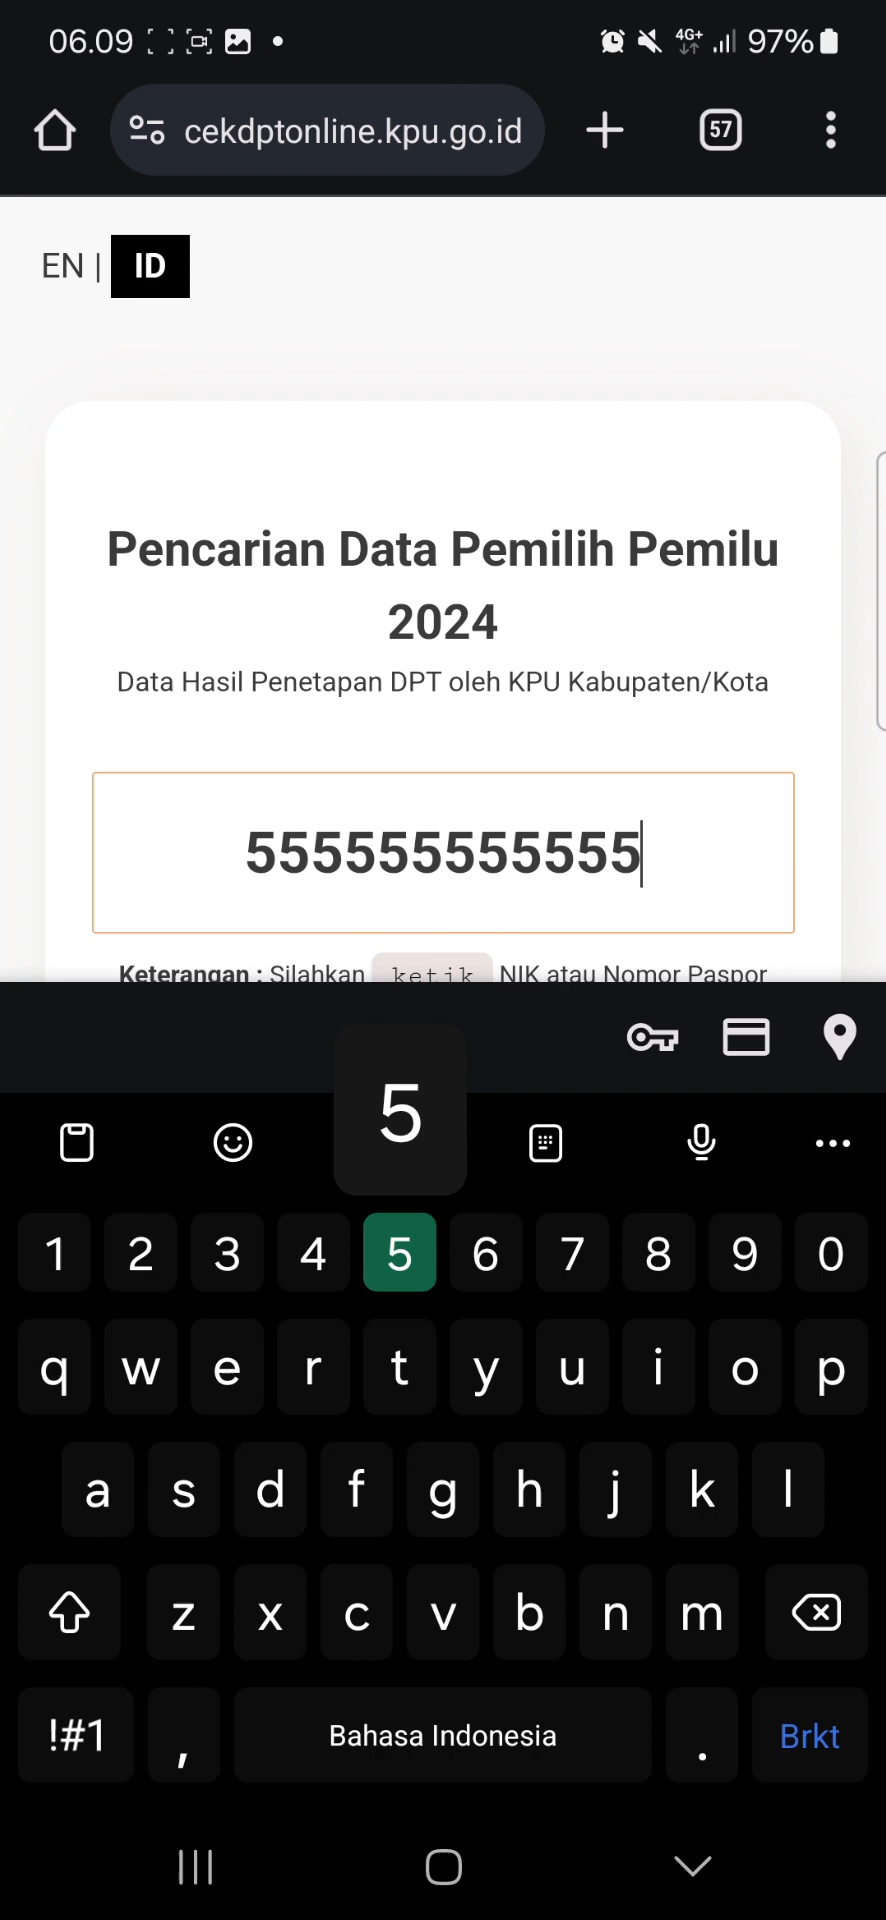 06.09
4G+
97%
cekdptonline.kpu.go.id
57
EN | ID
Pencarian Data Pemilih Pemilu
2024
Data Hasil Penetapan DPT oleh KPU Kabupaten/Kota
555555555555
Keterangan : Silahkan ketik NIK atau Nomor Paspor
5
1 2 3 4 5 6 7 8 9 0
q w e r t y u i o p
a s d f g h j k l
z x c v b n m
!#1 , Bahasa Indonesia . Brkt